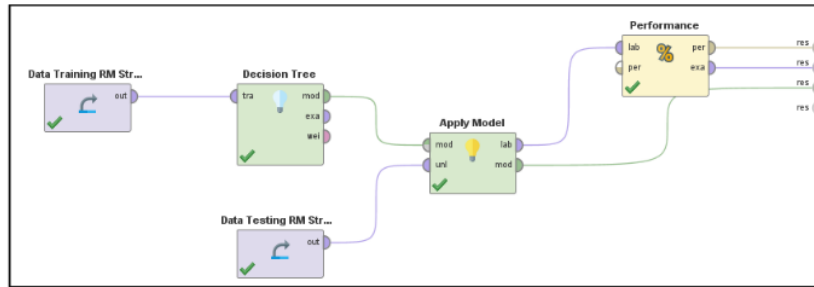 Performance
lab per
per exa
res
res
res
res
Data Training RM Str...
out
Decision Tree
tra mod
exa
wei
Apply Model
mod lab
unl mod
Data Testing RM Str...
out